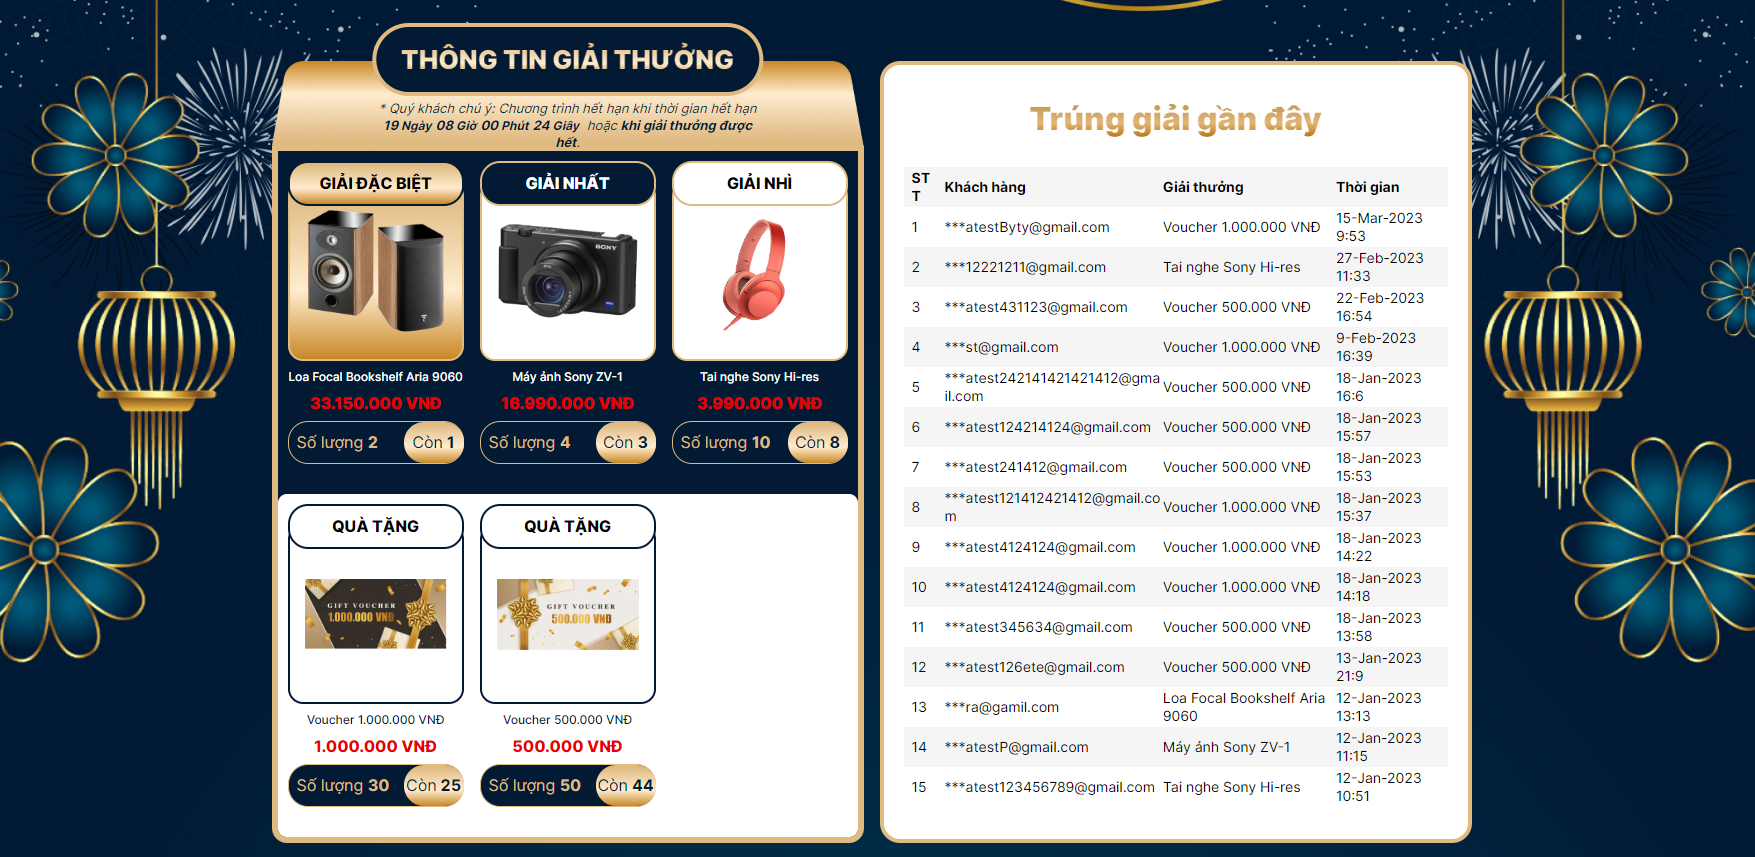 THÔNG TIN GIẢI THƯỞNG
* Quý khách chú ý: Chương trình hết hạn khi thời gian hết hạn
19 Ngày 08 Giờ 00 Phút 24 Giây hoặc khi giải thưởng được
hết.
GIẢI ĐẶC BIỆT
GIẢI NHẤT
GIẢI NHÌ
SONY
Loa Focal Bookshelf Aria 9060
Máy ảnh Sony ZV-1
Tai nghe Sony Hi-res
33.150.000 VNĐ
16.990.000 VNĐ
3.990.000 VNĐ
Số lượng 2 Còn 1
Số lượng 4 Còn 3
Số lượng 10 Còn 8
QUÀ TẶNG
QUÀ TẶNG
GIFT VOUCHER
1.000.000 VND
GIFT VOUCHER
500.000 VND
Voucher 1.000.000 VNĐ
Voucher 500.000 VNĐ
1.000.000 VNĐ
500.000 VNĐ
Số lượng 30 Còn 25
Số lượng 50 Còn 44
Trúng giải gần đây
STT Khách hàng Giải thưởng Thời gian
1 ***atestByty@gmail.com Voucher 1.000.000 VNĐ 15-Mar-2023 9:53
2 ***12221211@gmail.com Tai nghe Sony Hi-res 27-Feb-2023 11:33
3 ***atest431123@gmail.com Voucher 500.000 VNĐ 22-Feb-2023 16:54
4 ***st@gmail.com Voucher 1.000.000 VNĐ 9-Feb-2023 16:39
5 ***atest242141421421412@gmail.com Voucher 500.000 VNĐ 18-Jan-2023 16:6
6 ***atest124214124@gmail.com Voucher 500.000 VNĐ 18-Jan-2023 15:57
7 ***atest241412@gmail.com Voucher 500.000 VNĐ 18-Jan-2023 15:53
8 ***atest121412421412@gmail.com Voucher 1.000.000 VNĐ 18-Jan-2023 15:37
9 ***atest4124124@gmail.com Voucher 1.000.000 VNĐ 18-Jan-2023 14:22
10 ***atest4124124@gmail.com Voucher 1.000.000 VNĐ 18-Jan-2023 14:18
11 ***atest345634@gmail.com Voucher 500.000 VNĐ 18-Jan-2023 13:58
12 ***atest126ete@gmail.com Voucher 500.000 VNĐ 13-Jan-2023 21:9
13 ***ra@gamil.com Loa Focal Bookshelf Aria 9060 12-Jan-2023 13:13
14 ***atestP@gmail.com Máy ảnh Sony ZV-1 12-Jan-2023 11:15
15 ***atest123456789@gmail.com Tai nghe Sony Hi-res 12-Jan-2023 10:51